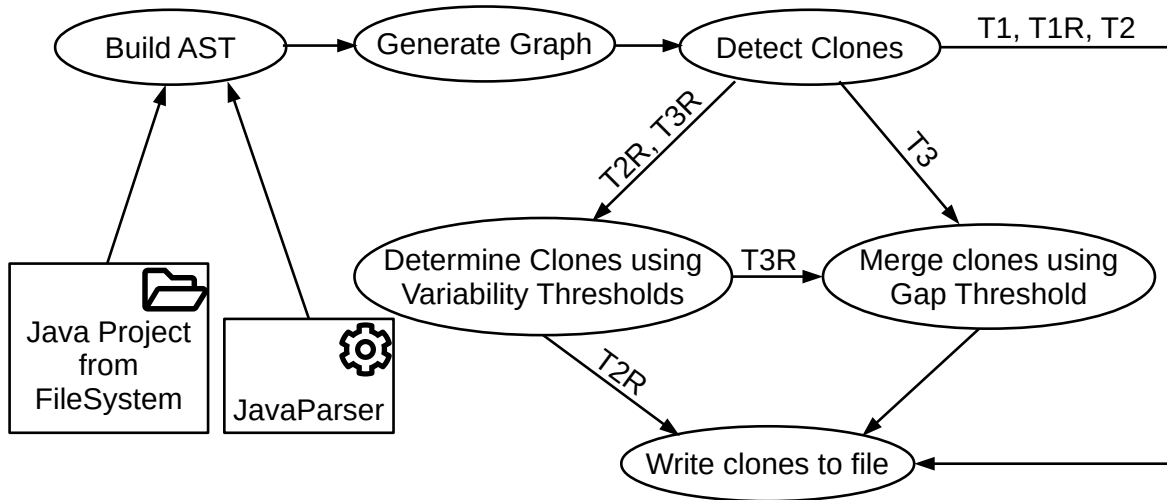 Build AST
Generate Graph
Detect Clones
T1, T1R, T2
T2R, T3R
T3
Determine Clones using
Variability Thresholds
T3R
Merge clones using
Gap Threshold
Java Project
from
FileSystem
JavaParser
T2R
Write clones to file